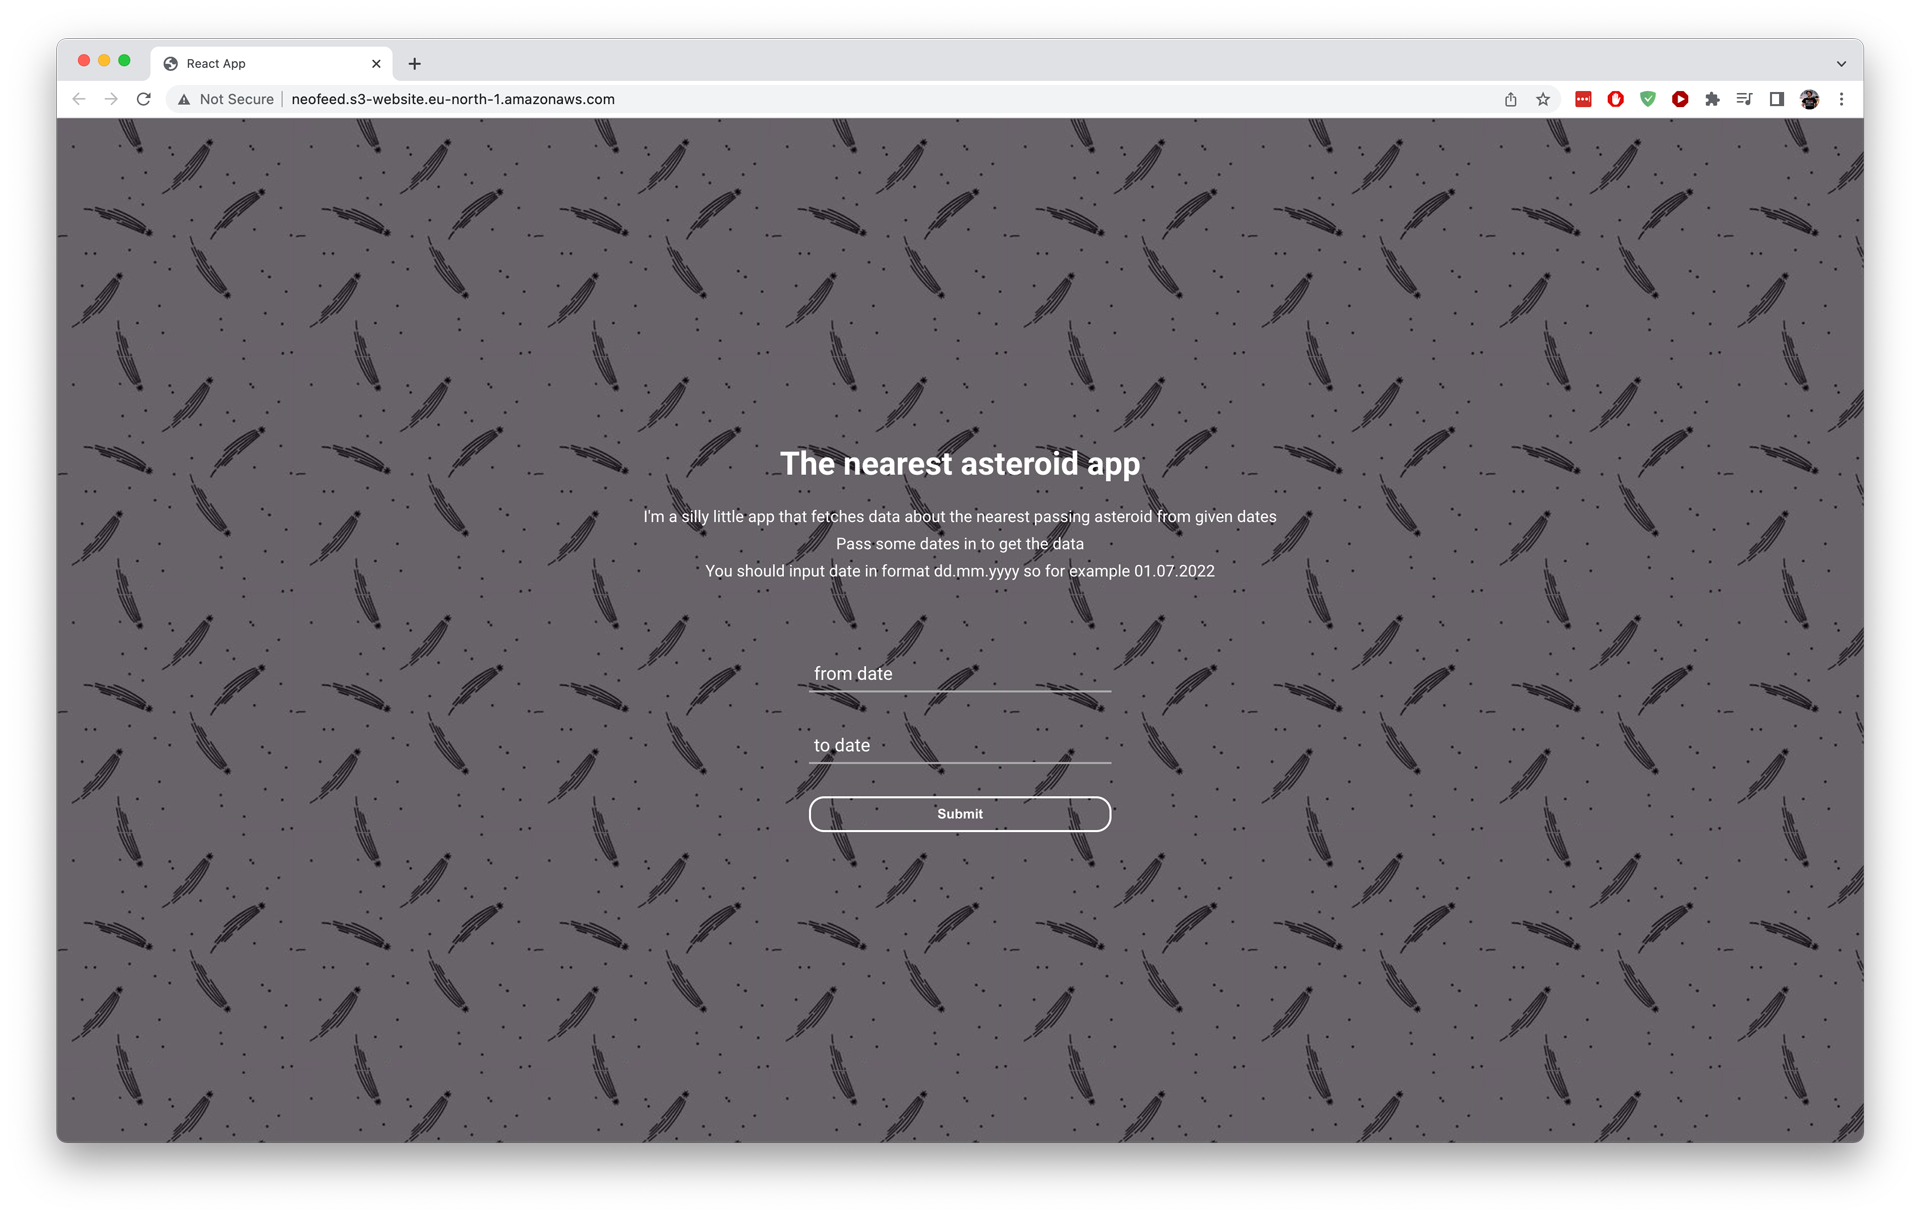 React App
Not Secure
neofeed.s3-website.eu-north-1.amazonaws.com
The nearest asteroid app
I'm a silly little app that fetches data about the nearest passing asteroid from given dates
Pass some dates in to get the data
You should input date in format dd.mm.yyyy so for example 01.07.2022
from date
to date
Submit